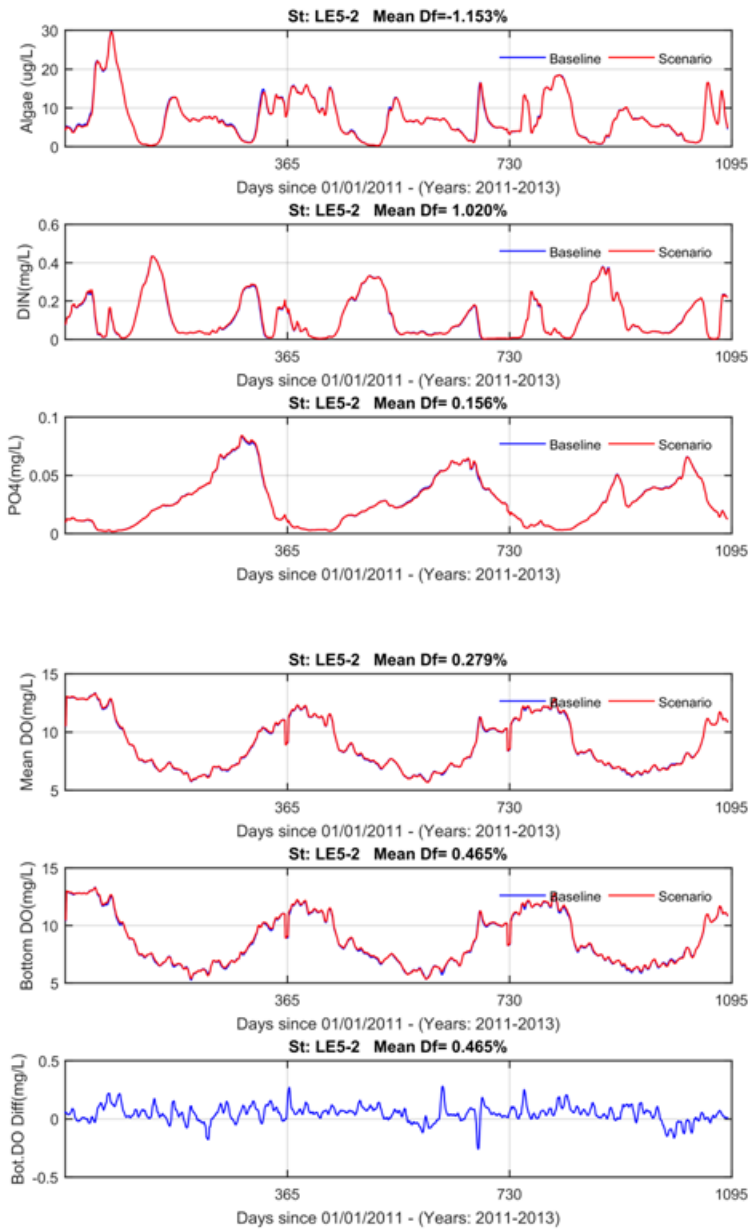 St: LE5-2 Mean Df=-1.153%
30
20
10
0
Algae (ug/L)
Baseline Scenario
365 730 1095
Days since 01/01/2011 - (Years: 2011-2013)
St: LE5-2 Mean Df= 1.020%
0.6
0.4
0.2
0
DIN(mg/L)
Baseline Scenario
365 730 1095
Days since 01/01/2011 - (Years: 2011-2013)
St: LE5-2 Mean Df= 0.156%
0.1
0.05
0
PO4(mg/L)
Baseline Scenario
365 730 1095
Days since 01/01/2011 - (Years: 2011-2013)
St: LE5-2 Mean Df= 0.279%
15
10
5
Mean DO(mg/L)
Baseline Scenario
365 730 1095
Days since 01/01/2011 - (Years: 2011-2013)
St: LE5-2 Mean Df= 0.465%
15
10
5
Bottom DO(mg/L)
Baseline Scenario
365 730 1095
Days since 01/01/2011 - (Years: 2011-2013)
St: LE5-2 Mean Df= 0.465%
0.5
0
-0.5
Bot.DO Diff(mg/L)
365 730 1095
Days since 01/01/2011 - (Years: 2011-2013)